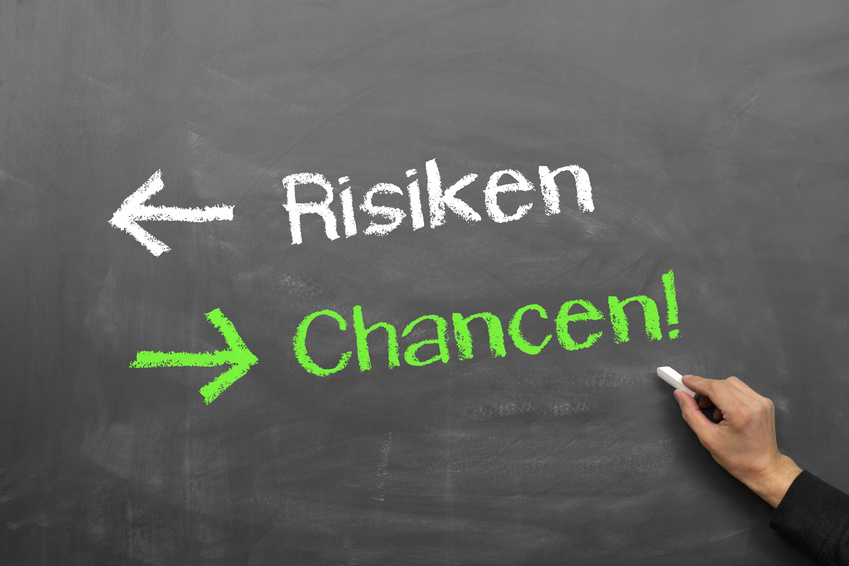 ← Risiken
→ Chancen!